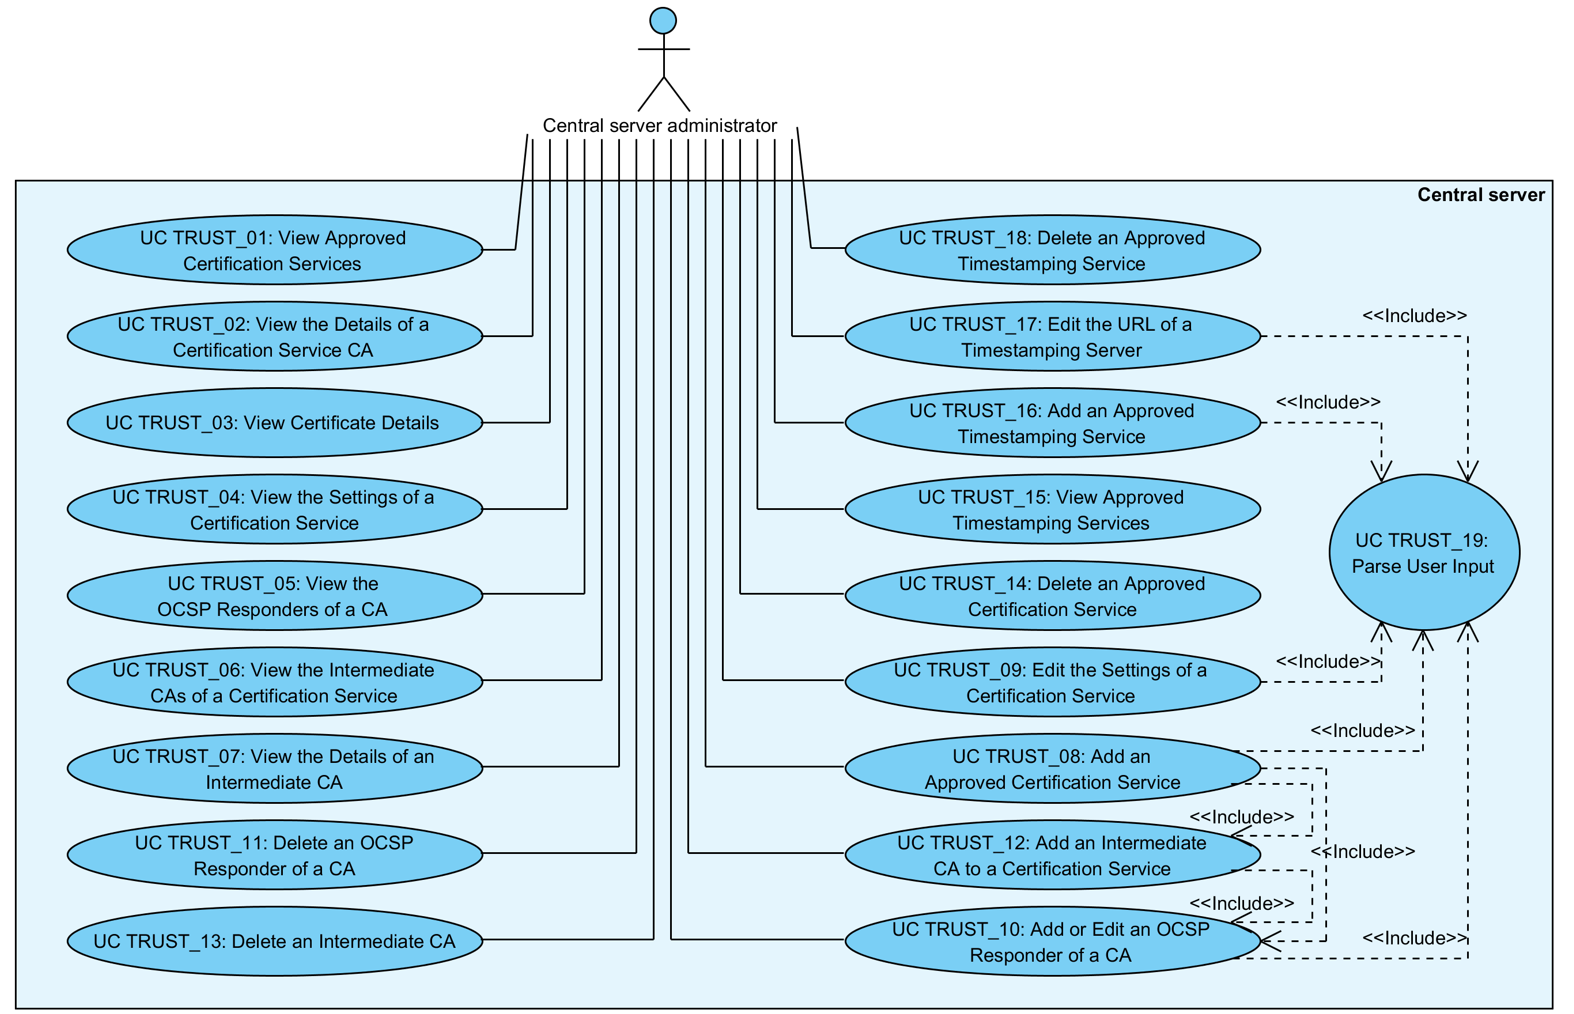 Central server administrator
Central server
UC TRUST_01: View Approved
Certification Services
UC TRUST_02: View the Details of a
Certification Service CA
UC TRUST_03: View Certificate Details
UC TRUST_04: View the Settings of a
Certification Service
UC TRUST_05: View the
OCSP Responders of a CA
UC TRUST_06: View the Intermediate
CAs of a Certification Service
UC TRUST_07: View the Details of an
Intermediate CA
UC TRUST_11: Delete an OCSP
Responder of a CA
UC TRUST_13: Delete an Intermediate CA
UC TRUST_18: Delete an Approved
Timestamping Service
UC TRUST_17: Edit the URL of a
Timestamping Server
UC TRUST_16: Add an Approved
Timestamping Service
UC TRUST_15: View Approved
Timestamping Services
UC TRUST_14: Delete an Approved
Certification Service
UC TRUST_09: Edit the Settings of a
Certification Service
UC TRUST_08: Add an
Approved Certification Service
UC TRUST_12: Add an Intermediate
CA to a Certification Service
UC TRUST_10: Add or Edit an OCSP
Responder of a CA
<<Include>>
<<Include>>
UC TRUST_19:
Parse User Input
<<Include>>
<<Include>>
<<Include>>
<<Include>>
<<Include>>
<<Include>>